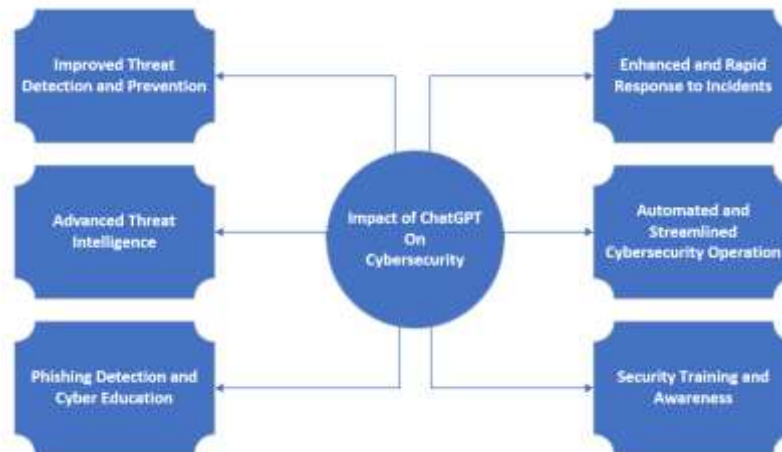 Improved Threat
Detection and Prevention
Enhanced and Rapid
Response to Incidents
Impact of ChatGPT
On
Cybersecurity
Advanced Threat
Intelligence
Automated and
Streamlined
Cybersecurity Operation
Phishing Detection and
Cyber Education
Security Training and
Awareness